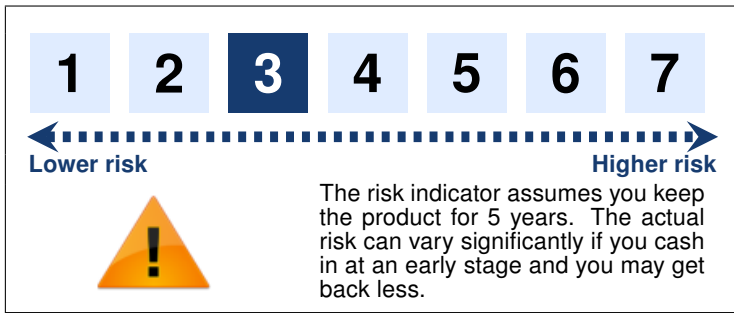 1 2 3 4 5 6 7
Lower risk Higher risk
!
The risk indicator assumes you keep
the product for 5 years. The actual
risk can vary significantly if you cash
in at an early stage and you may get
back less.